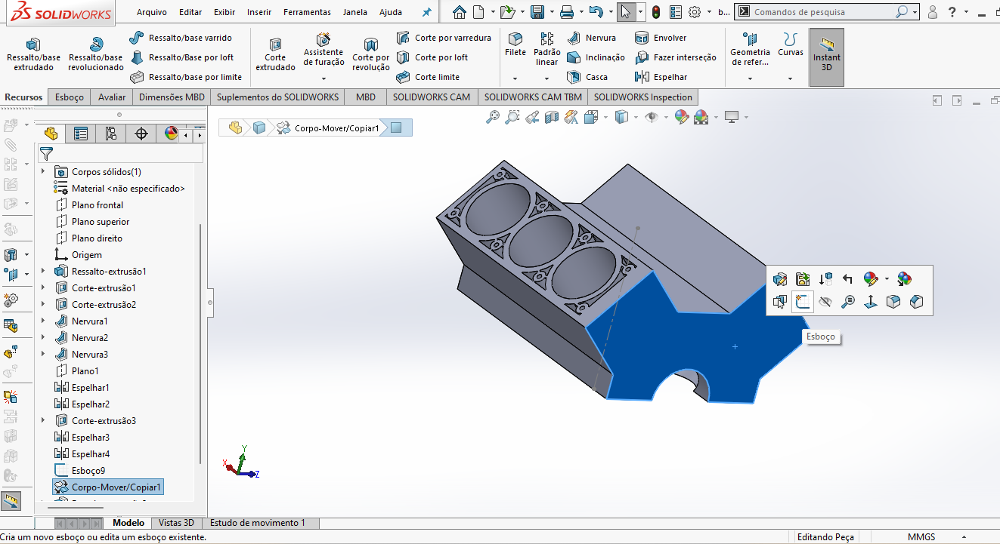 SOLIDWORKS
Arquivo Editar Exibir Inserir Ferramentas Janela Ajuda
b...
Comandos de pesquisa
Ressalto/base extrudado
Ressalto/base revolucionado
Ressalto/base varrido
Ressalto/Base por loft
Ressalto/base por limite
Corte extrudado
Assistente de furação
Corte por revolução
Corte por varredura
Corte por loft
Corte limite
Filete
Padrão linear
Nervura
Inclinação
Casca
Envolver
Fazer interseção
Espelhar
Geometria de refer...
Curvas
Instant 3D
Recursos Esboço Avaliar Dimensões MBD Suplementos do SOLIDWORKS MBD SOLIDWORKS CAM SOLIDWORKS CAM TBM SOLIDWORKS Inspection
Corpo-Mover/Copiar1
Corpos sólidos(1)
Material <não especificado>
Plano frontal
Plano superior
Plano direito
Origem
Ressalto-extrusão1
Corte-extrusão1
Corte-extrusão2
Nervura1
Nervura2
Nervura3
Plano1
Espelhar1
Espelhar2
Corte-extrusão3
Espelhar3
Espelhar4
Esboço9
Corpo-Mover/Copiar1
Esboço
Y
X
Z
Modelo Vistas 3D Estudo de movimento 1
Cria um novo esboço ou edita um esboço existente.
Editando Peça
MMGS